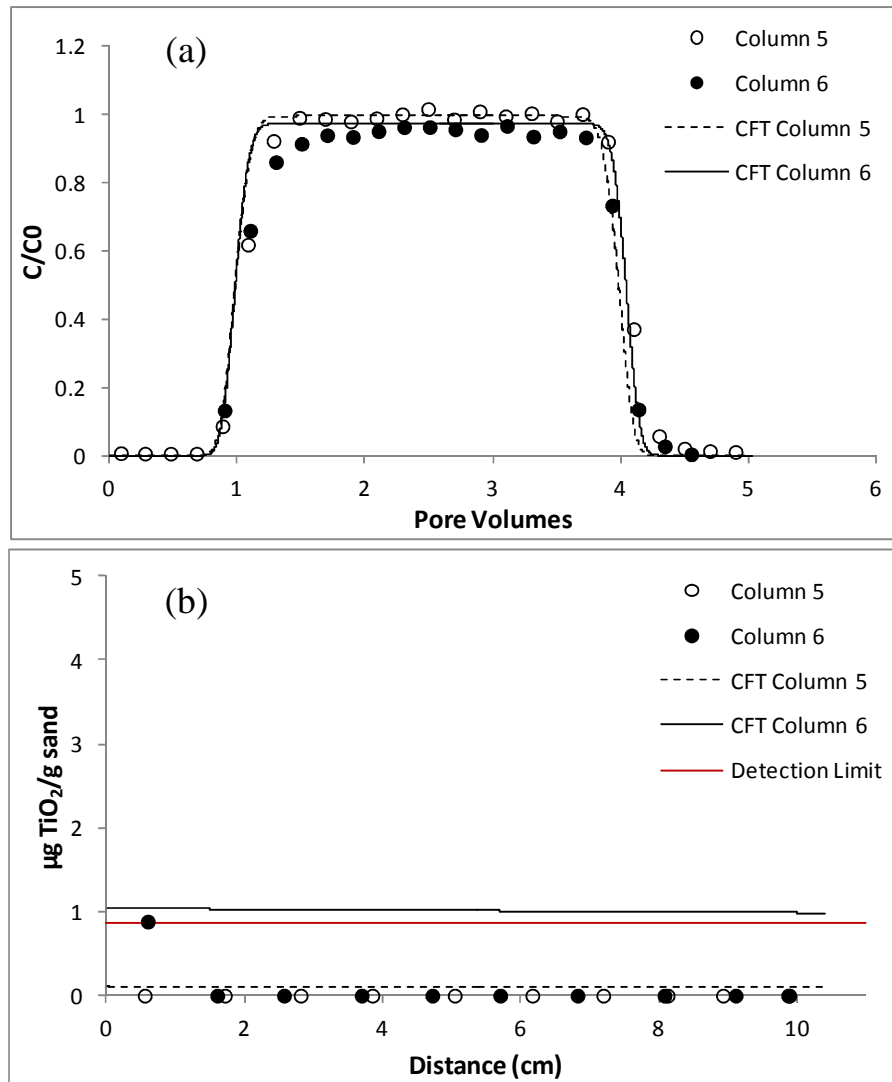 (a)
1.2
1
0.8
0.6
0.4
0.2
0
C/C0
0 1 2 3 4 5 6
Pore Volumes
Column 5
Column 6
CFT Column 5
CFT Column 6
(b)
5
4
3
2
1
0
µg TiO₂/g sand
0 2 4 6 8 10
Distance (cm)
Column 5
Column 6
CFT Column 5
CFT Column 6
Detection Limit